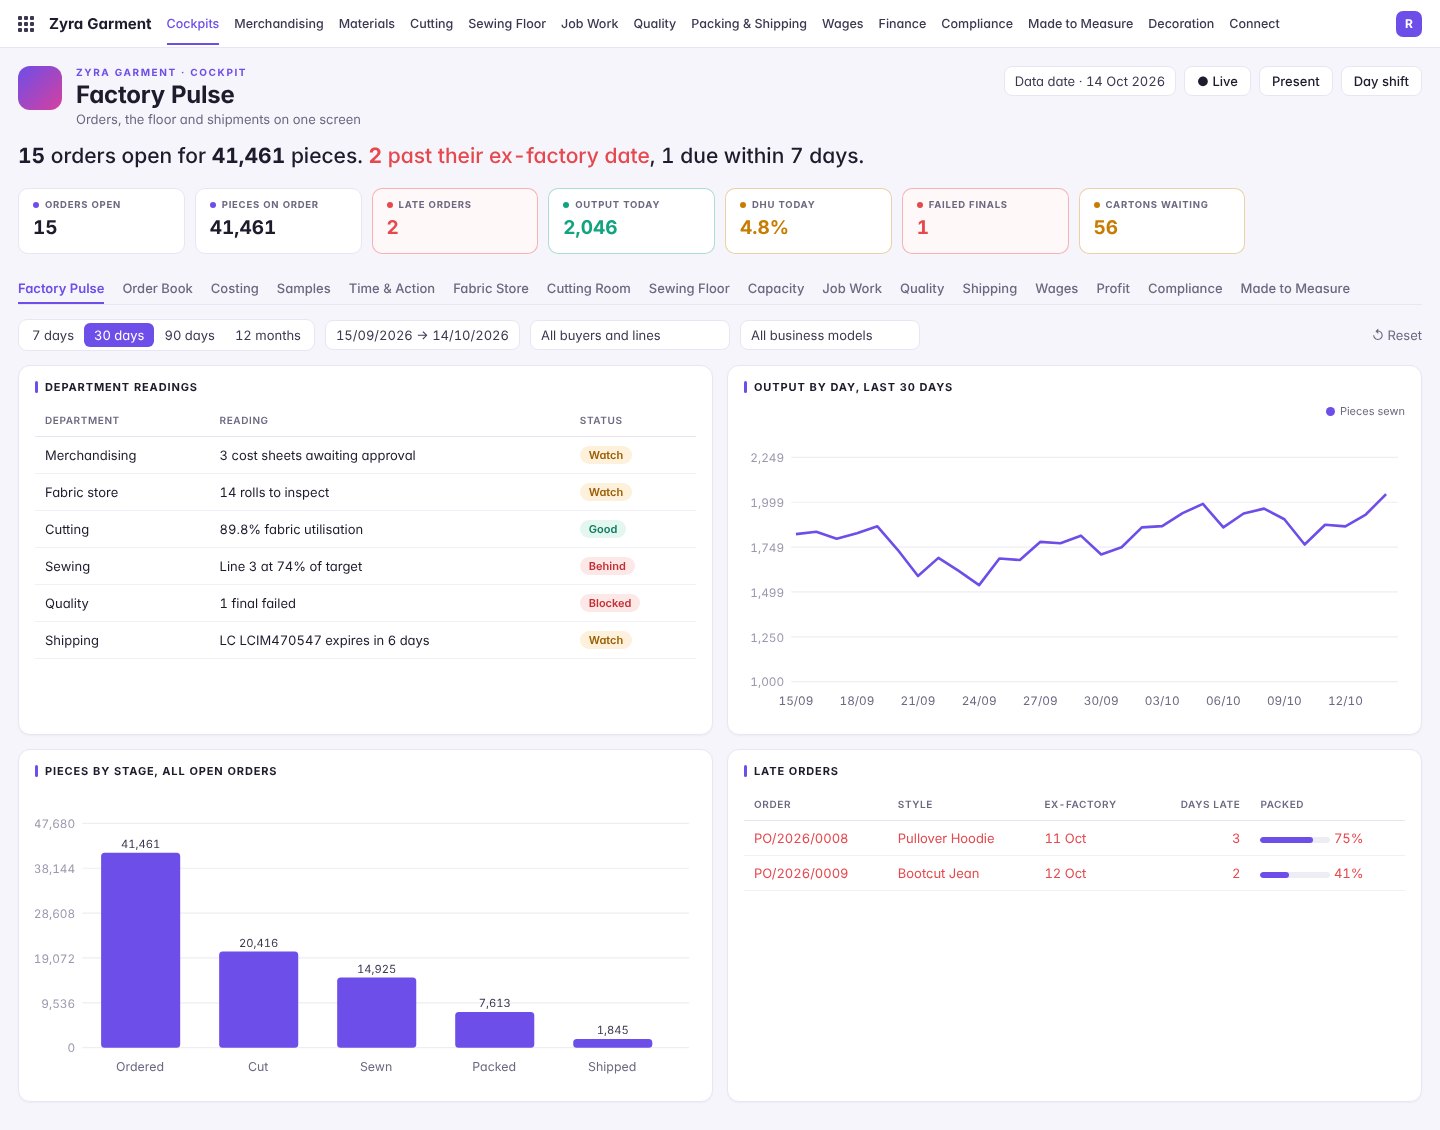 Zyra Garment Cockpits Merchandising Materials Cutting Sewing Floor Job Work Quality Packing & Shipping Wages Finance Compliance Made to Measure Decoration Connect R
ZYRA GARMENT · COCKPIT
Factory Pulse
Orders, the floor and shipments on one screen
Data date · 14 Oct 2026 ● Live Present Day shift
15 orders open for 41,461 pieces. 2 past their ex-factory date, 1 due within 7 days.
ORDERS OPEN
15
PIECES ON ORDER
41,461
LATE ORDERS
2
OUTPUT TODAY
2,046
DHU TODAY
4.8%
FAILED FINALS
1
CARTONS WAITING
56
Factory Pulse Order Book Costing Samples Time & Action Fabric Store Cutting Room Sewing Floor Capacity Job Work Quality Shipping Wages Profit Compliance Made to Measure
7 days 30 days 90 days 12 months 15/09/2026 → 14/10/2026 All buyers and lines All business models ↺ Reset
DEPARTMENT READINGS
DEPARTMENT READING STATUS
Merchandising 3 cost sheets awaiting approval Watch
Fabric store 14 rolls to inspect Watch
Cutting 89.8% fabric utilisation Good
Sewing Line 3 at 74% of target Behind
Quality 1 final failed Blocked
Shipping LC LCIM470547 expires in 6 days Watch
OUTPUT BY DAY, LAST 30 DAYS
Pieces sewn
2,249
1,999
1,749
1,499
1,250
1,000
15/09 18/09 21/09 24/09 27/09 30/09 03/10 06/10 09/10 12/10
PIECES BY STAGE, ALL OPEN ORDERS
47,680
38,144
28,608
19,072
9,536
0
41,461
20,416
14,925
7,613
1,845
Ordered Cut Sewn Packed Shipped
LATE ORDERS
ORDER STYLE EX-FACTORY DAYS LATE PACKED
PO/2026/0008 Pullover Hoodie 11 Oct 3 75%
PO/2026/0009 Bootcut Jean 12 Oct 2 41%